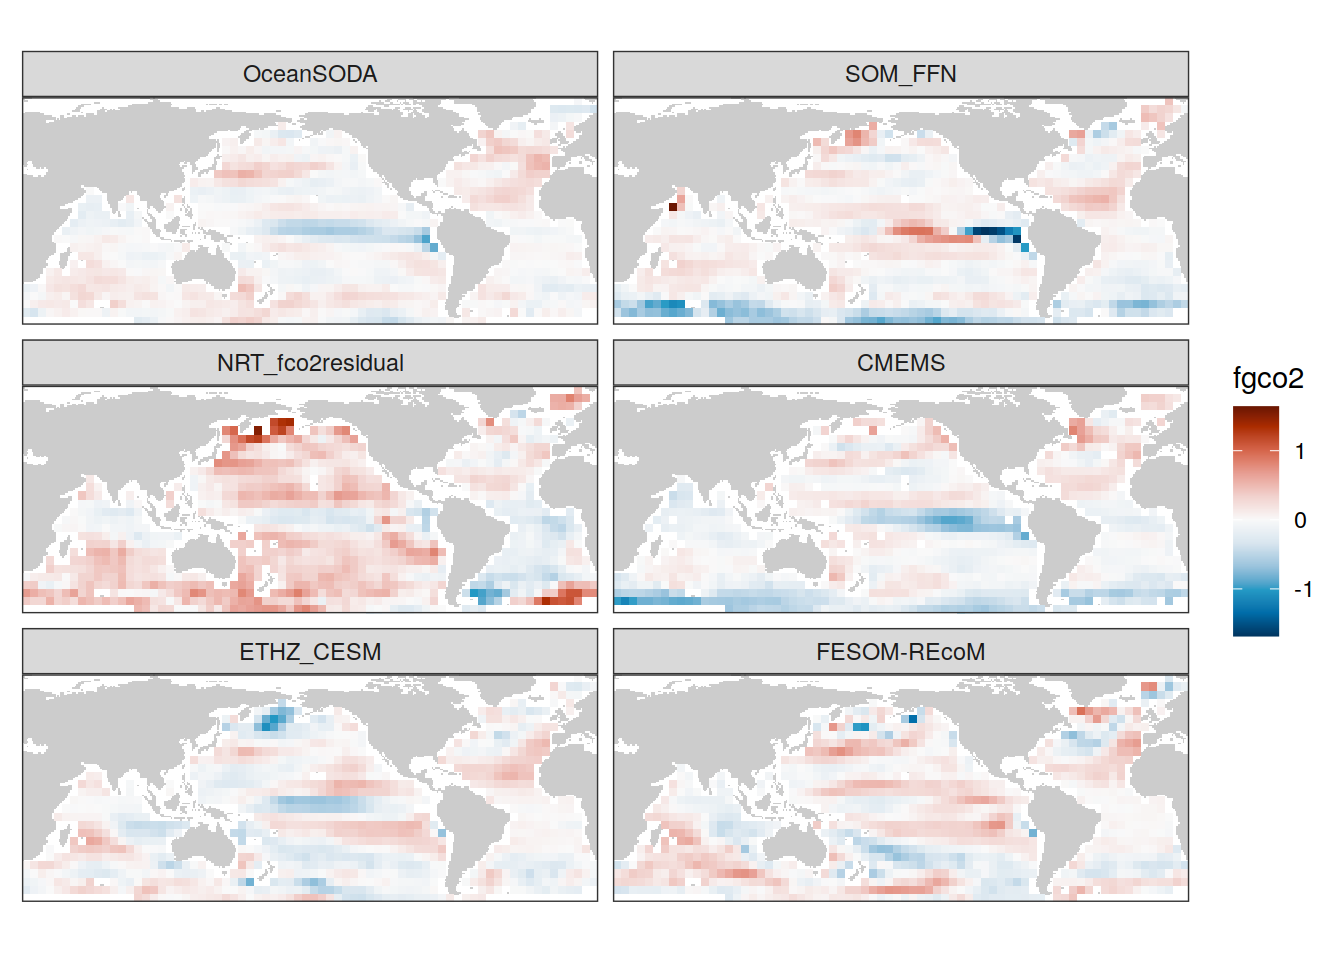 OceanSODA
SOM_FFN
NRT_fco2residual
CMEMS
ETHZ_CESM
FESOM-REcoM
fgco2
1
0
-1